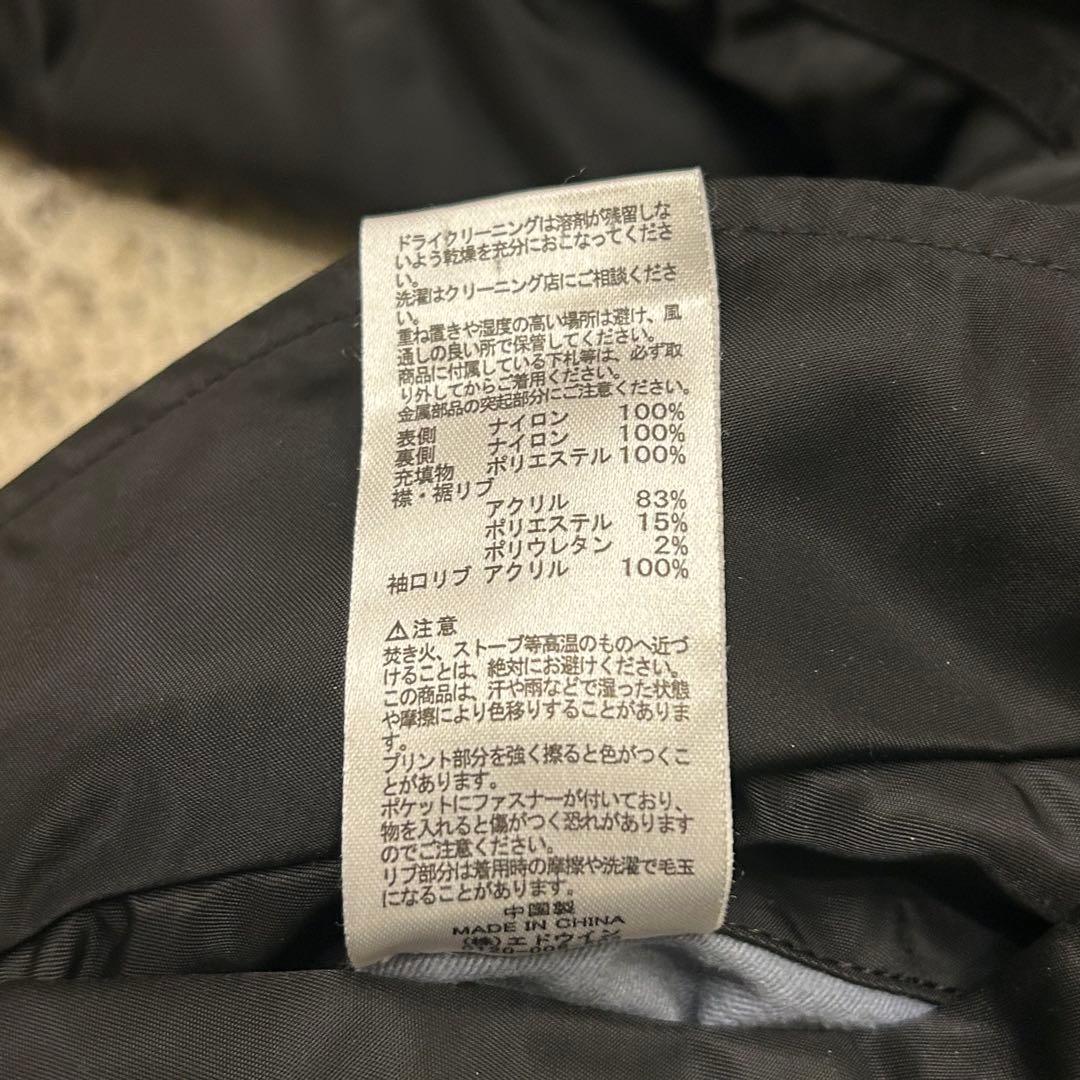 ドライクリーニングは溶剤が残留しな
いよう乾燥を充分におこなってくださ
い。
洗濯はクリーニング店にご相談くださ
い。
重ね置きや湿度の高い場所は避け、風
通しの良い所で保管してください。
商品に付属している下札等は、必ず取
り外してからご着用ください。
金属部品の突起部分にご注意ください。
表側 ナイロン 100%
裏側 ナイロン 100%
充填物 ポリエステル 100%
襟・裾リブ
アクリル 83%
ポリエステル 15%
ポリウレタン 2%
袖口リブ アクリル 100%
⚠注意
焚き火、ストーブ等高温のものへ近づ
けることは、絶対にお避けください。
この商品は、汗や雨などで湿った状態
や摩擦により色移りすることがありま
す。
プリント部分を強く擦ると色がつくこ
とがあります。
ポケットにファスナーが付いており、
物を入れると傷がつく恐れがあります
のでご注意ください。
リブ部分は着用時の摩擦や洗濯で毛玉
になることがあります。
中国製
MADE IN CHINA
(株)エドウイン